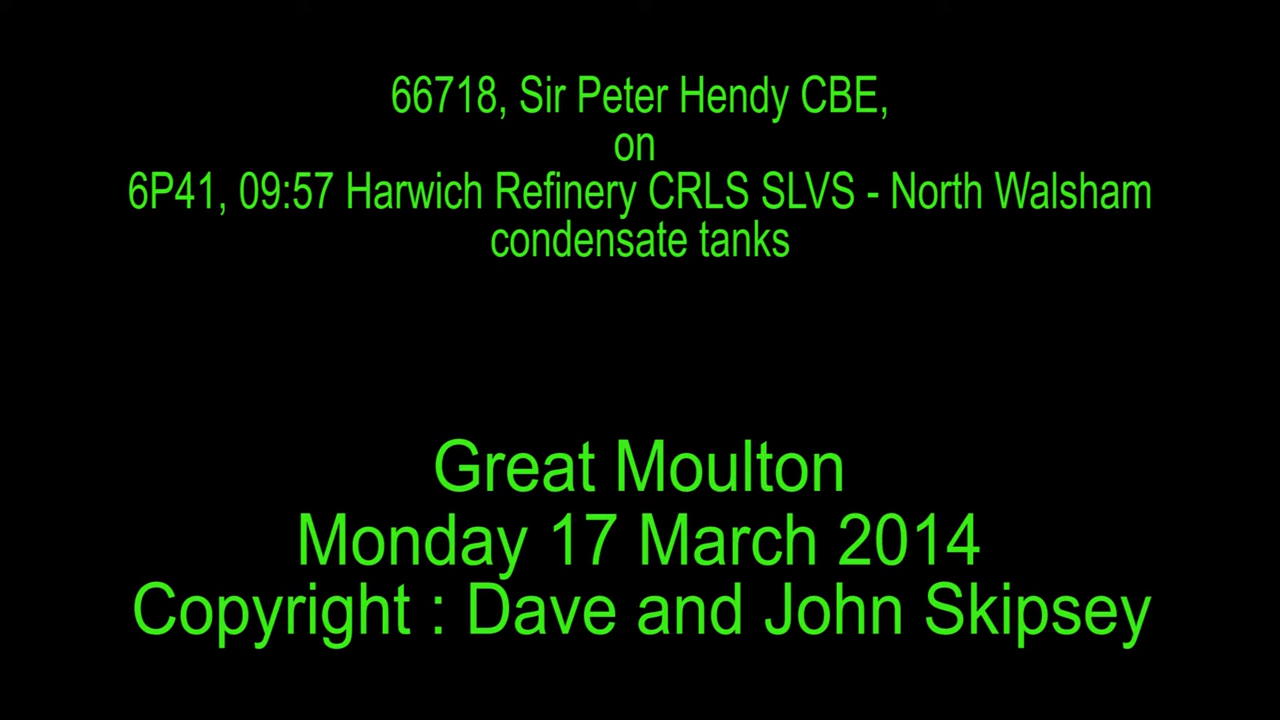 66718, Sir Peter Hendy CBE,
on
6P41, 09:57 Harwich Refinery CRLS SLVS - North Walsham
condensate tanks
Great Moulton
Monday 17 March 2014
Copyright : Dave and John Skipsey